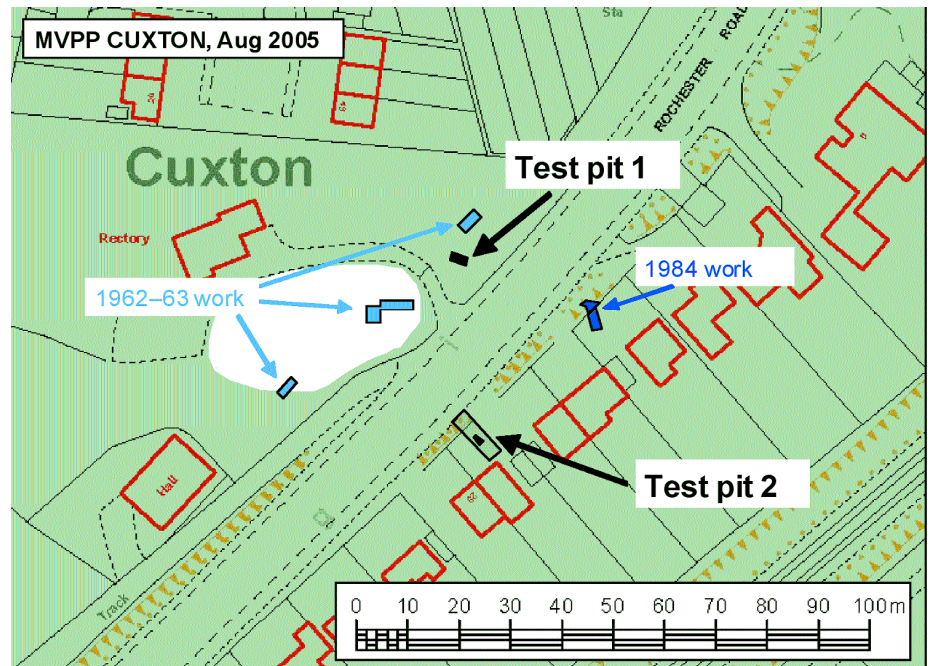 MVPP CUXTON, Aug 2005
Sta
ROCHESTER ROAD
Cuxton
Test pit 1
Rectory
1962–63 work
1984 work
Hall
Test pit 2
Track
0 10 20 30 40 50 60 70 80 90 100 m